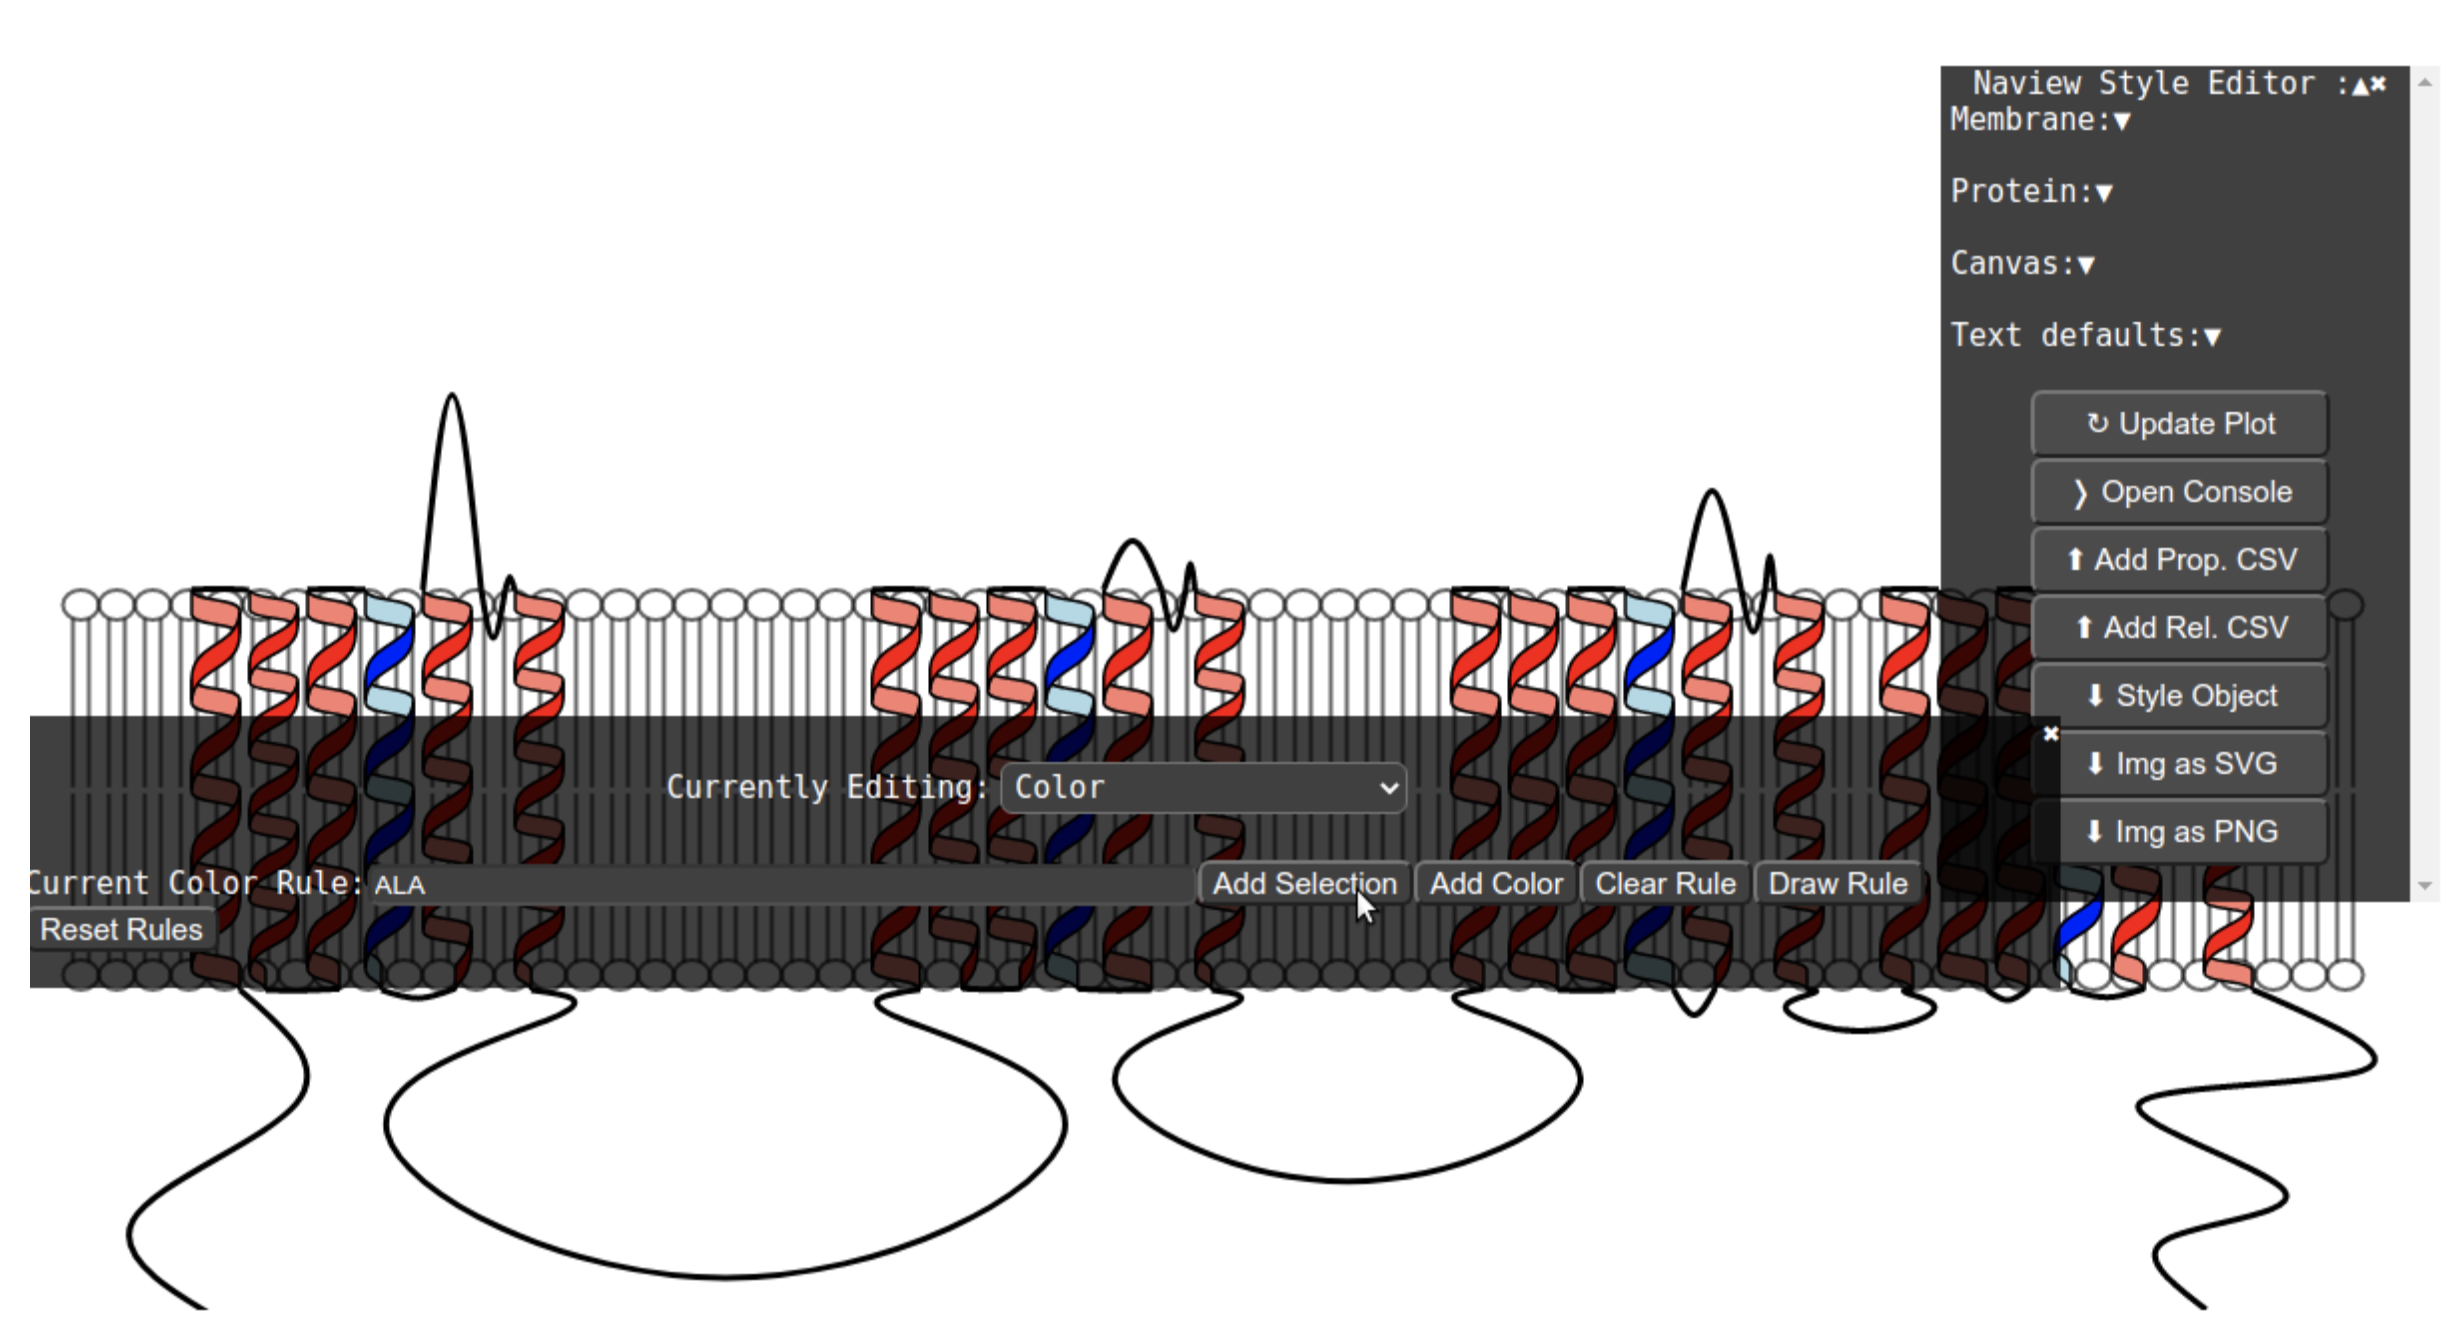 Naview Style Editor :▲✖
Membrane:▼
Protein:▼
Canvas:▼
Text defaults:▼
↻ Update Plot
❭ Open Console
⬆ Add Prop. CSV
⬆ Add Rel. CSV
⬇ Style Object
⬇ Img as SVG
⬇ Img as PNG
✖
Currently Editing: Color
Current Color Rule: ALA Add Selection Add Color Clear Rule Draw Rule
Reset Rules